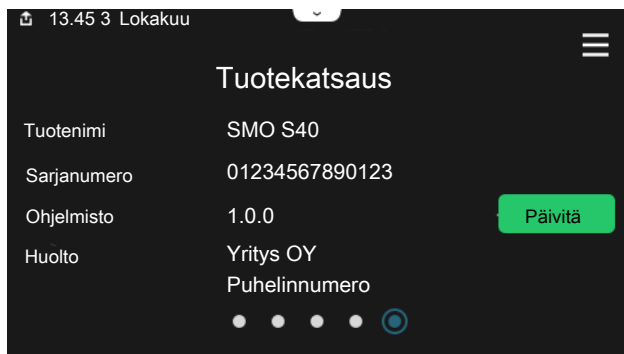 13.45 3 Lokakuu
Tuotekatsaus
Tuotenimi SMO S40
Sarjanumero 01234567890123
Ohjelmisto 1.0.0 Päivitä
Huolto Yritys OY
Puhelinnumero